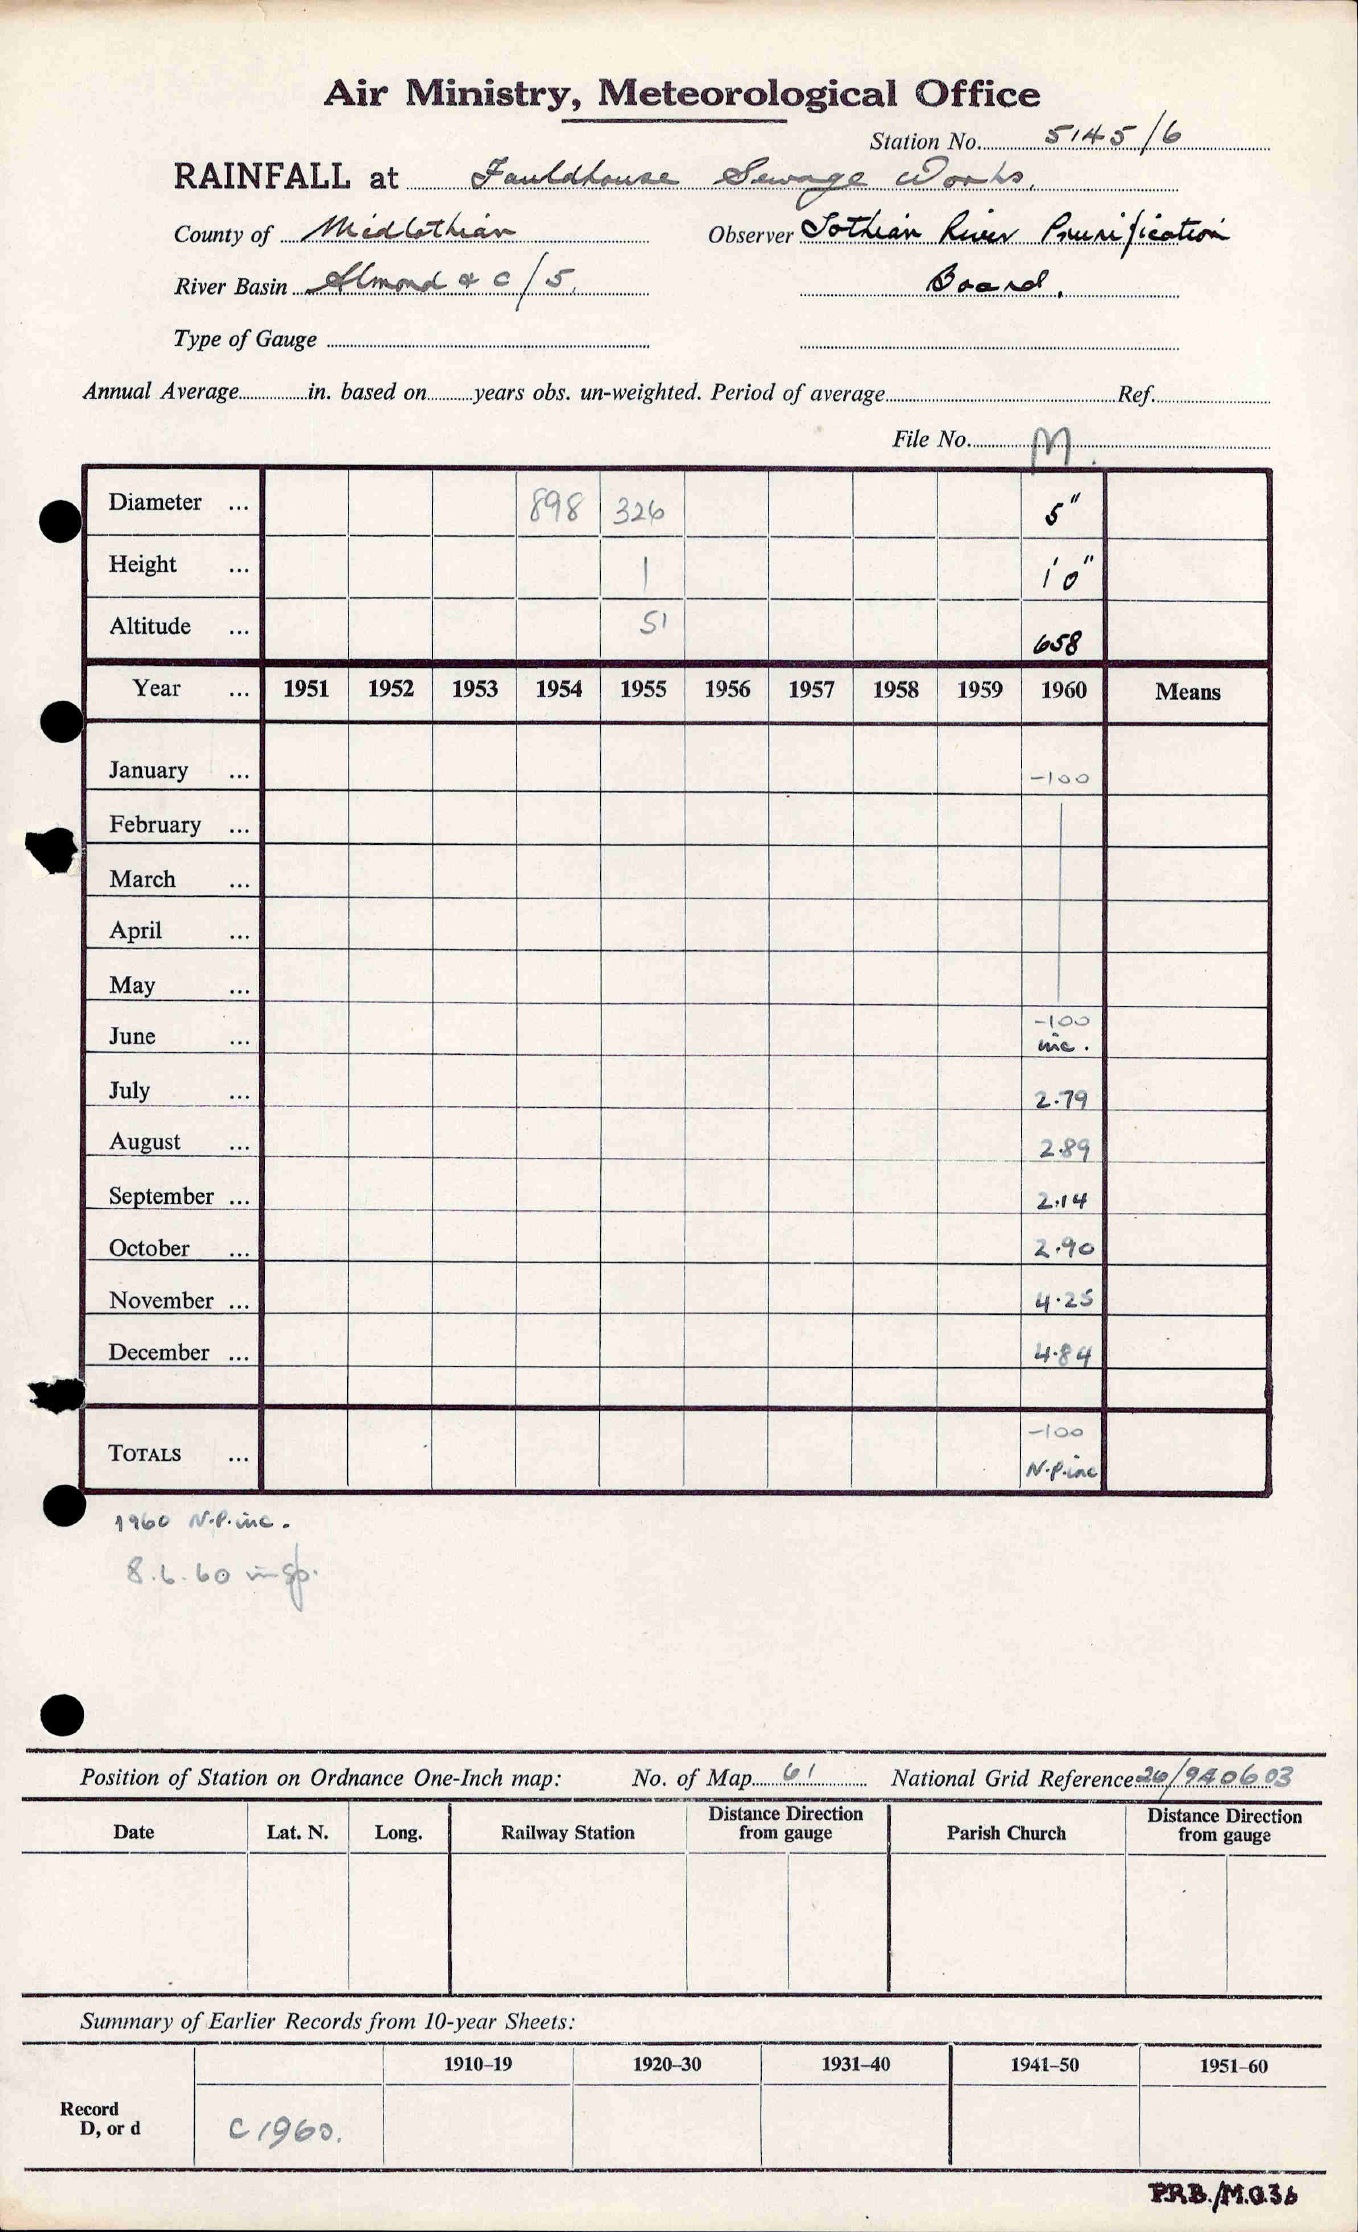 Air Ministry, Meteorological Office
Station No. 5145/6
RAINFALL at Fauldhouse Sewage Works.
County of Midlothian Observer Lothian River Purification
River Basin Almond & c/5. Board.
Type of Gauge
Annual Average in. based on years obs. un-weighted. Period of average Ref.
File No. M.
Diameter ... 898 326 5"
Height ... 1 1'0"
Altitude ... 51 658
Year ... 1951 1952 1953 1954 1955 1956 1957 1958 1959 1960 Means
January ... -100
February ...
March ...
April ...
May ...
June ... -100
inc.
July ... 2.79
August ... 2.89
September ... 2.14
October ... 2.90
November ... 4.25
December ... 4.84
TOTALS ... -100
N.P.inc
1960 N.P.inc.
8.6.60 insp.
Position of Station on Ordnance One-Inch map: No. of Map 61 National Grid Reference 26/940603
Date Lat. N. Long. Railway Station Distance Direction from gauge Parish Church Distance Direction from gauge
Summary of Earlier Records from 10-year Sheets:
1910–19 1920–30 1931–40 1941–50 1951–60
Record
D, or d C1960.
P.R.B./M.O.36